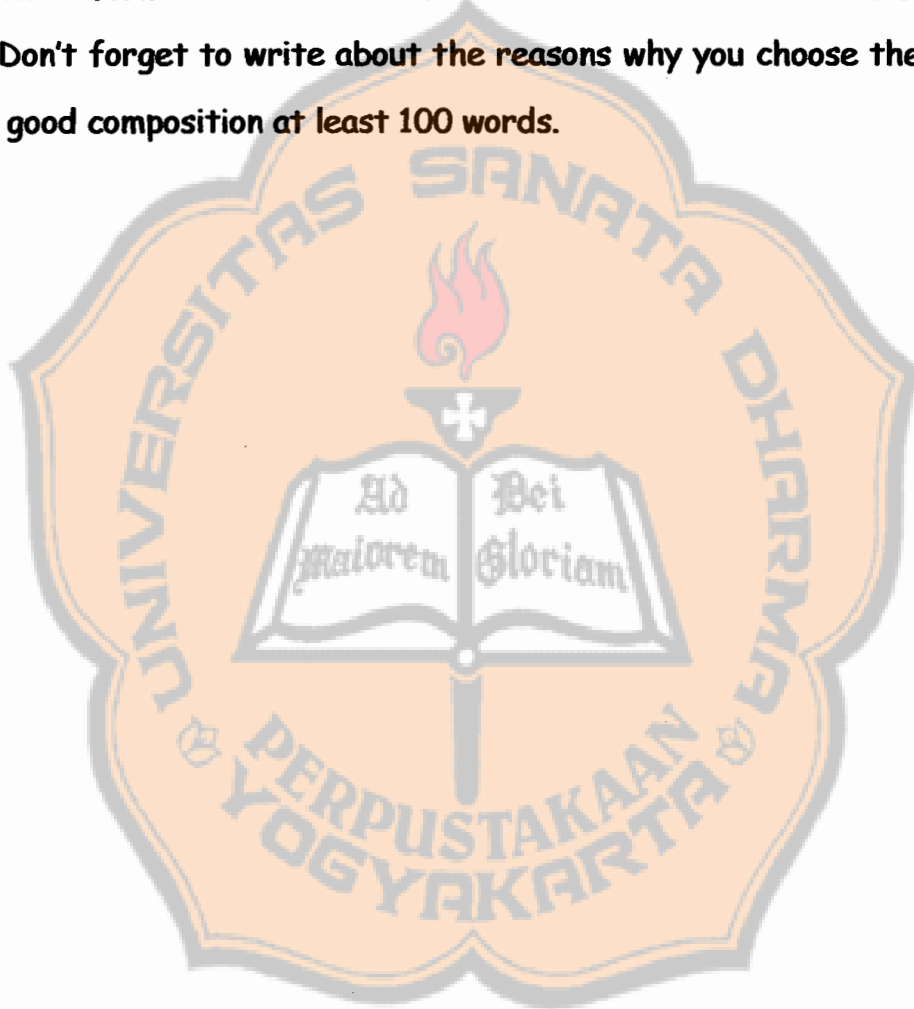 Don't forget to write about the reasons why you choose the
good composition at least 100 words.
UNIVERSITAS SANATA DHARMA
Ad Dei
Maiorem Gloriam
PERPUSTAKAAN
YOGYAKARTA